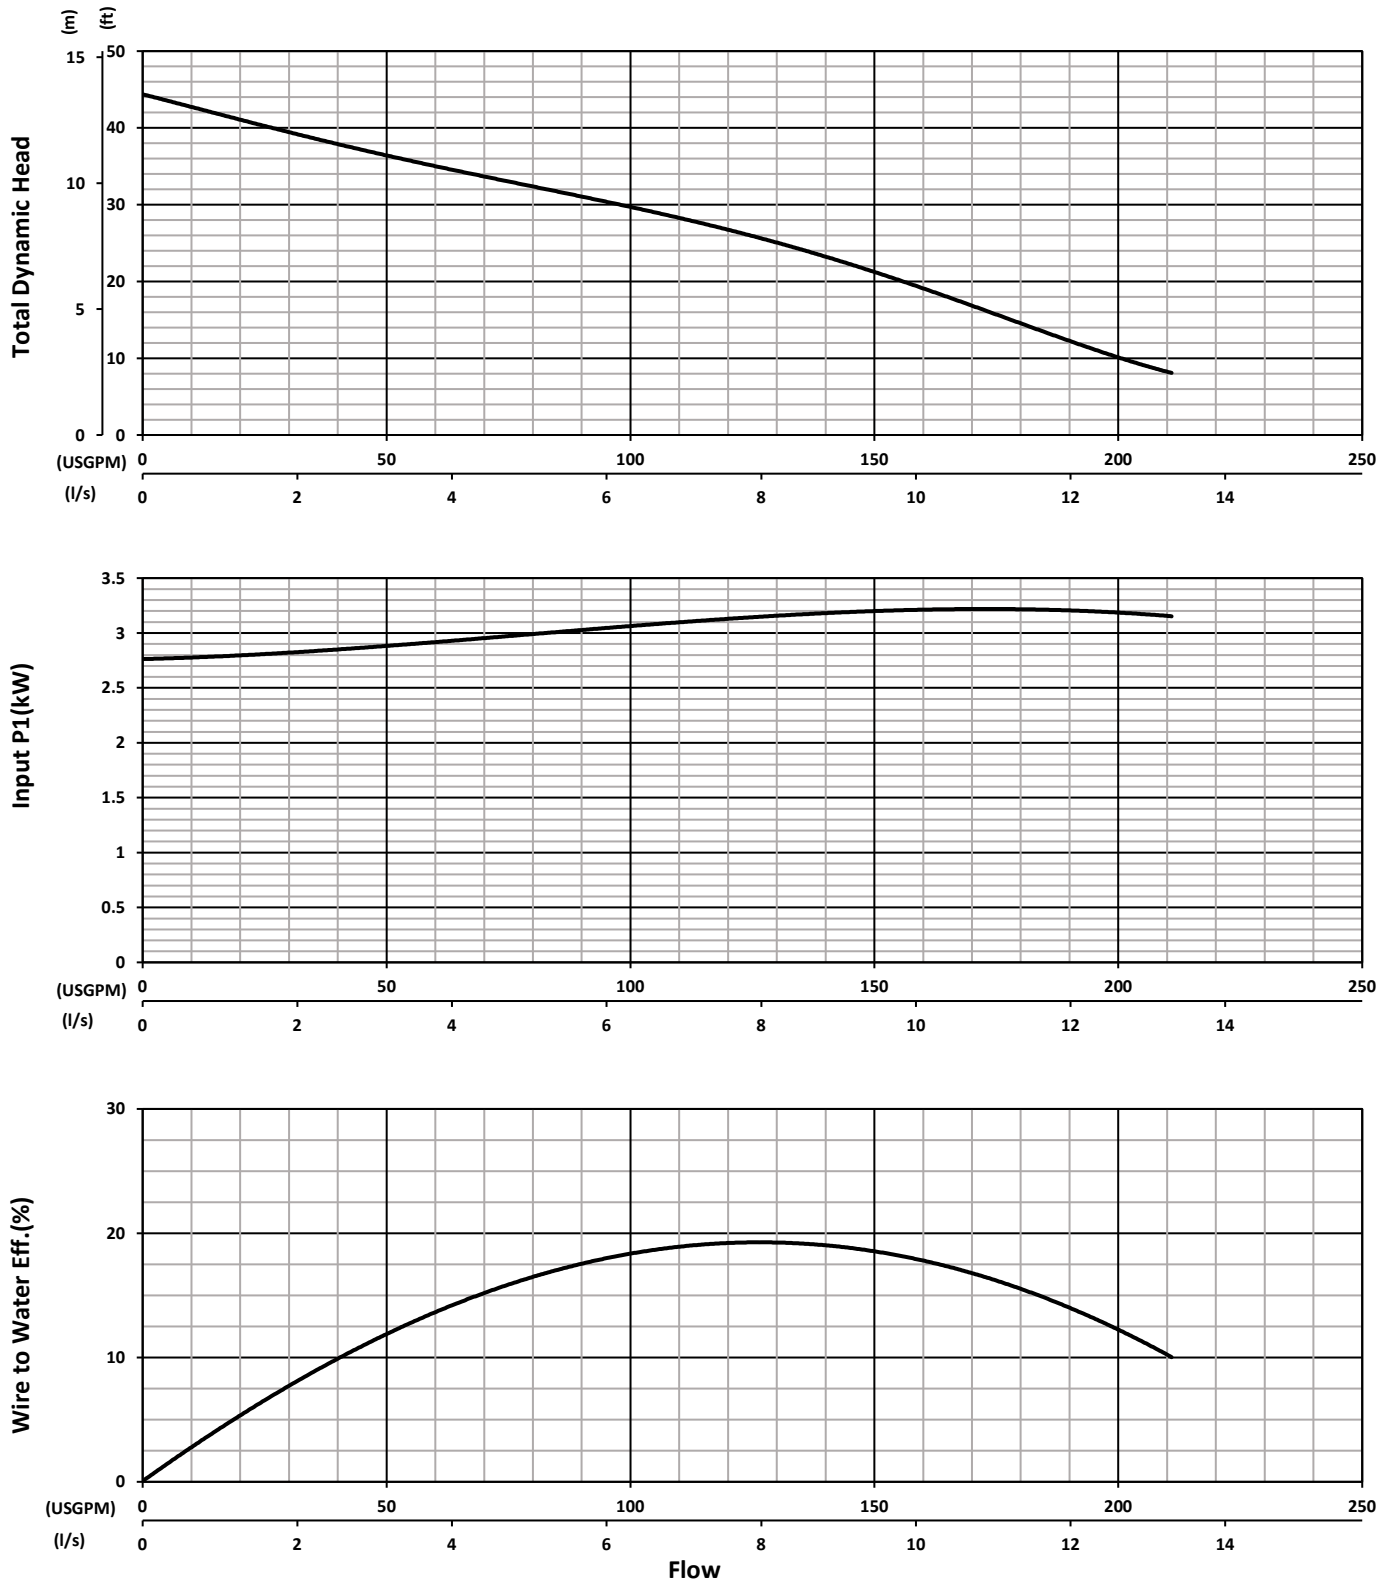 (m) (ft)
15 50
40
10 30
20
5
10
0 0
Total Dynamic Head
(USGPM) 0 50 100 150 200 250
(l/s) 0 2 4 6 8 10 12 14
3.5
3
2.5
2
1.5
1
0.5
0
Input P1(kW)
(USGPM) 0 50 100 150 200 250
(l/s) 0 2 4 6 8 10 12 14
30
20
10
0
Wire to Water Eff.(%)
(USGPM) 0 50 100 150 200 250
(l/s) 0 2 4 6 8 10 12 14
Flow